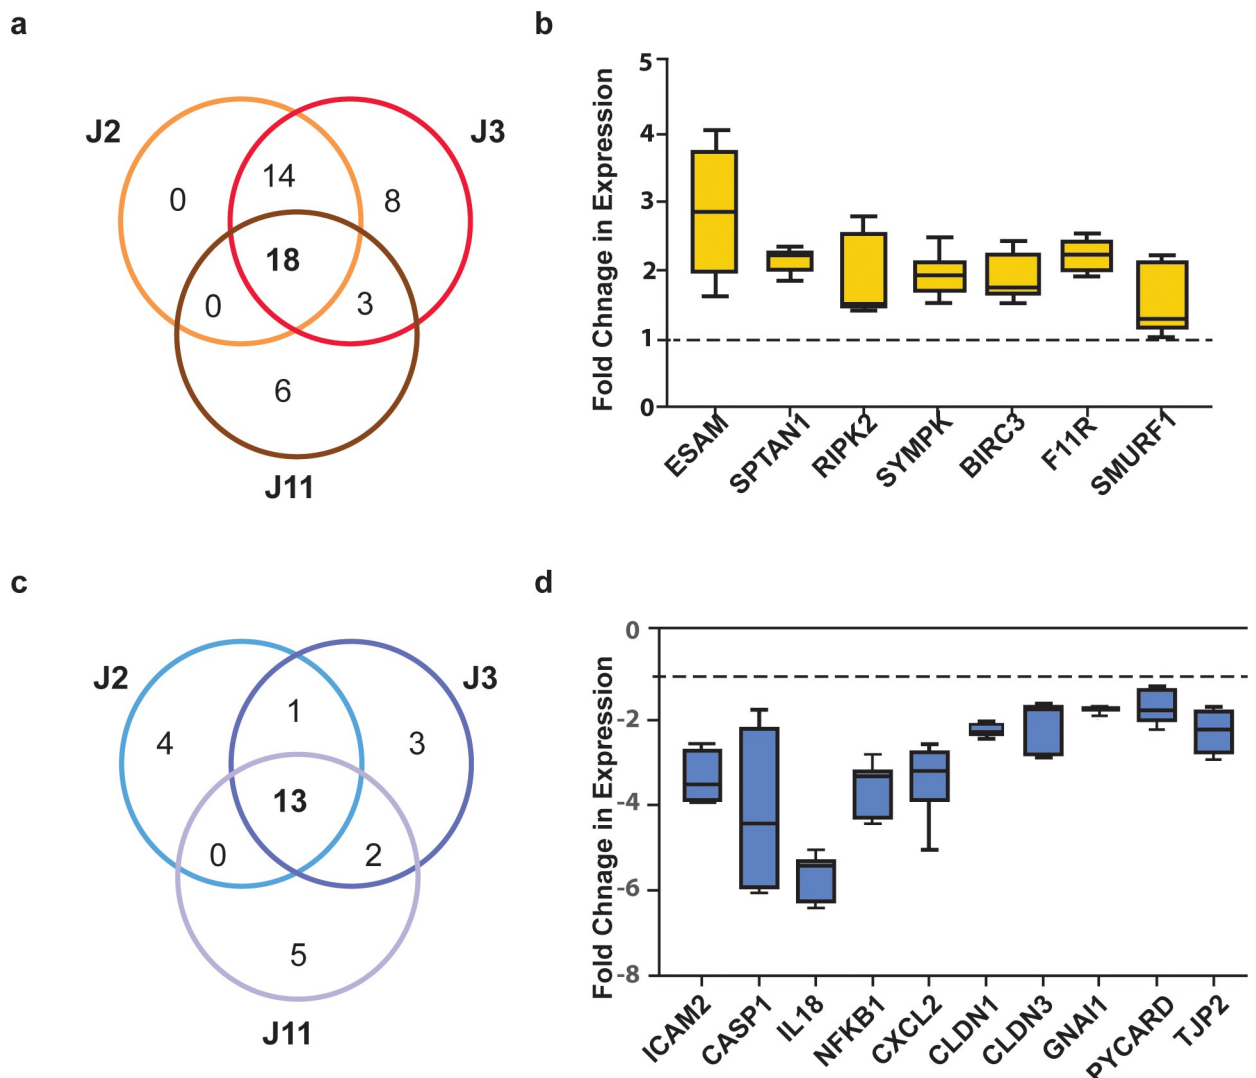 a
J2
J3
14
0
8
18
0
3
6
J11
b
Fold Chnage in Expression
5
4
3
2
1
0
ESAM
SPTAN1
RIPK2
SYMPK
BIRC3
F11R
SMURF1
c
J2
J3
1
4
3
13
0
2
5
J11
d
Fold Chnage in Expression
0
-2
-4
-6
-8
ICAM2
CASP1
IL18
NFKB1
CXCL2
CLDN1
CLDN3
GNAI1
PYCARD
TJP2